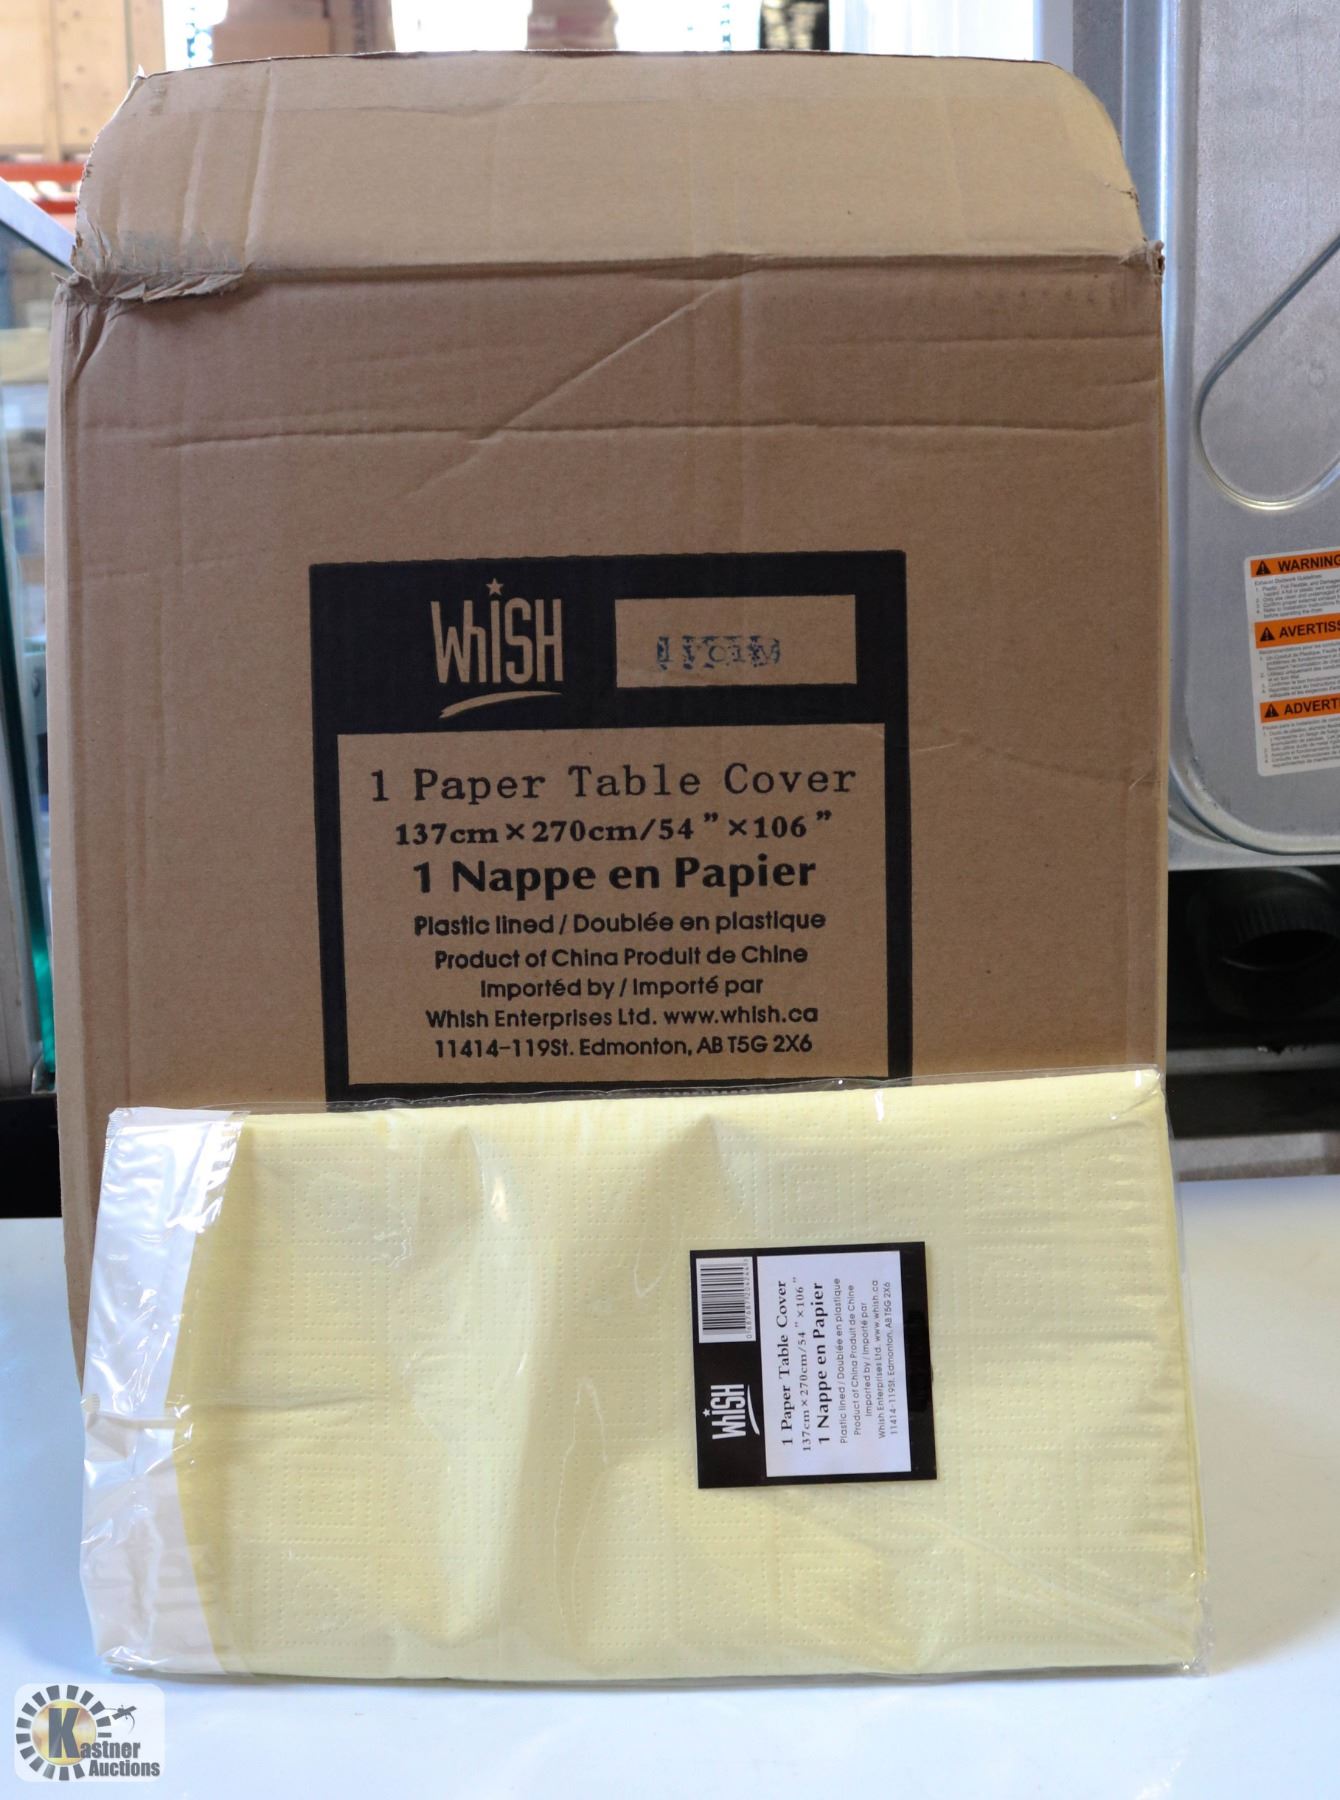 WhiSH
Ivory
1 Paper Table Cover
137cm×270cm/54"×106"
1 Nappe en Papier
Plastic lined / Doublée en plastique
Product of China Produit de Chine
Importéd by / Importé par
Whish Enterprises Ltd. www.whish.ca
11414-119St. Edmonton, AB T5G 2X6
WARNING
AVERTISS
ADVERT
WhiSH
1 Paper Table Cover
137cm×270cm/54"×106"
1 Nappe en Papier
Plastic lined / Doublée en plastique
Product of China Produit de Chine
Imported by / Importé par
Whish Enterprises Ltd. www.whish.ca
11414-119St. Edmonton, AB T5G 2X6
Kastner
Auctions